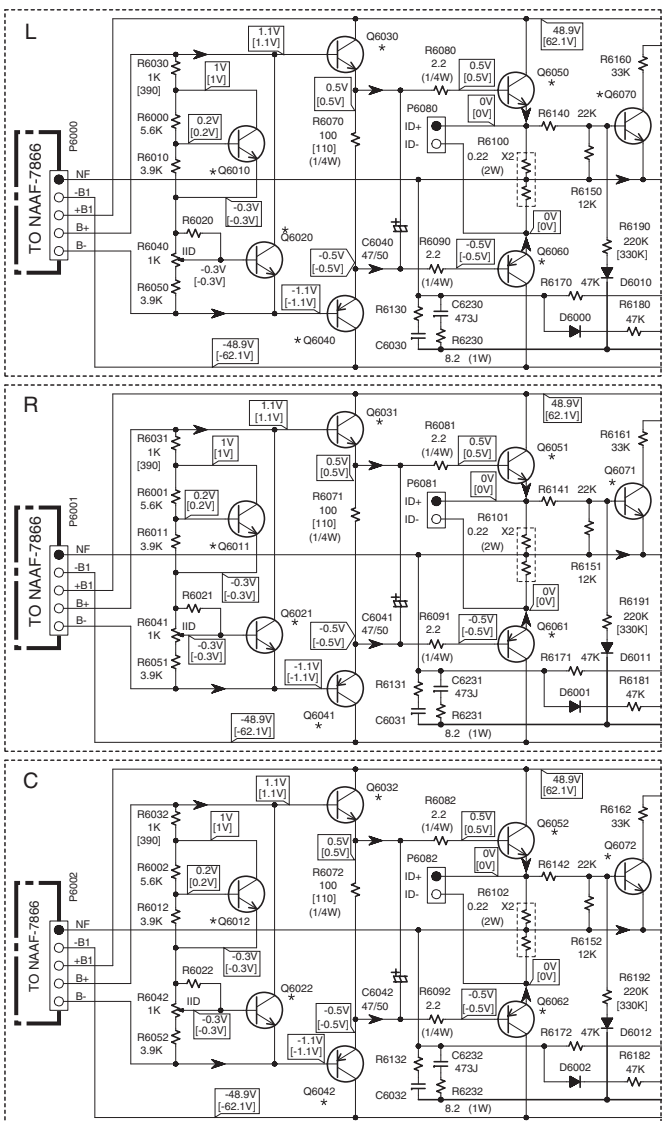 L
TO NAAF-7866
P6000
NF
-B1
+B1
B+
B-
R6030
1K
[390]
R6000
5.6K
R6010
3.9K
R6040
1K
R6050
3.9K
1.1V
[1.1V]
1V
[1V]
0.2V
[0.2V]
*Q6010
-0.3V
[-0.3V]
R6020
IID
-0.3V
[-0.3V]
*
Q6020
-1.1V
[-1.1V]
*Q6040
-48.9V
[-62.1V]
Q6030
*
0.5V
[0.5V]
R6070
100
[110]
(1/4W)
-0.5V
[-0.5V]
C6040
47/50
R6080
2.2
(1/4W)
0.5V
[0.5V]
P6080
ID+
ID-
0V
[0V]
48.9V
[62.1V]
Q6050
*
R6100
0.22 X2
(2W)
0V
[0V]
R6090
2.2
(1/4W)
-0.5V
[-0.5V]
Q6060
*
R6130
C6030
C6230
473J
R6230
8.2 (1W)
R6140 22K
R6160
33K
*Q6070
R6150
12K
R6190
220K
[330K]
R6170 47K
D6010
D6000
R6180
47K
R
TO NAAF-7866
P6001
NF
-B1
+B1
B+
B-
R6031
1K
[390]
R6001
5.6K
R6011
3.9K
R6041
1K
R6051
3.9K
1.1V
[1.1V]
1V
[1V]
0.2V
[0.2V]
*Q6011
-0.3V
[-0.3V]
R6021
IID
-0.3V
[-0.3V]
Q6021
*
-1.1V
[-1.1V]
Q6041
*
-48.9V
[-62.1V]
Q6031
*
0.5V
[0.5V]
R6071
100
[110]
(1/4W)
-0.5V
[-0.5V]
C6041
47/50
R6081
2.2
(1/4W)
0.5V
[0.5V]
P6081
ID+
ID-
0V
[0V]
48.9V
[62.1V]
Q6051
*
R6101
0.22 X2
(2W)
0V
[0V]
R6091
2.2
(1/4W)
-0.5V
[-0.5V]
Q6061
*
R6131
C6031
C6231
473J
R6231
8.2 (1W)
R6141 22K
R6161
33K
Q6071
*
R6151
12K
R6191
220K
[330K]
R6171 47K
D6011
D6001
R6181
47K
C
TO NAAF-7866
P6002
NF
-B1
+B1
B+
B-
R6032
1K
[390]
R6002
5.6K
R6012
3.9K
R6042
1K
R6052
3.9K
1.1V
[1.1V]
1V
[1V]
0.2V
[0.2V]
*Q6012
-0.3V
[-0.3V]
R6022
IID
-0.3V
[-0.3V]
Q6022
*
-1.1V
[-1.1V]
Q6042
*
-48.9V
[-62.1V]
Q6032
*
0.5V
[0.5V]
R6072
100
[110]
(1/4W)
-0.5V
[-0.5V]
C6042
47/50
R6082
2.2
(1/4W)
0.5V
[0.5V]
P6082
ID+
ID-
0V
[0V]
48.9V
[62.1V]
Q6052
*
R6102
0.22 X2
(2W)
0V
[0V]
R6092
2.2
(1/4W)
-0.5V
[-0.5V]
Q6062
*
R6132
C6032
C6232
473J
R6232
8.2 (1W)
R6142 22K
R6162
33K
Q6072
*
R6152
12K
R6192
220K
[330K]
R6172 47K
D6012
D6002
R6182
47K